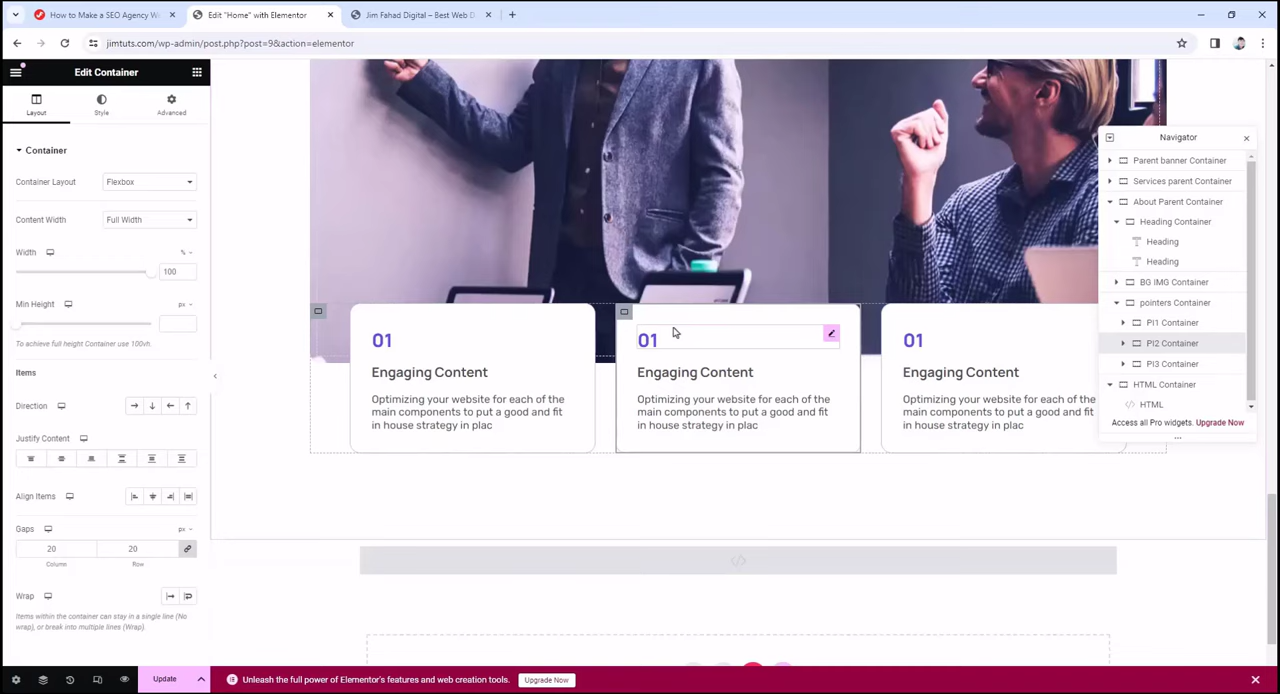 How to Make a SEO Agency W
Edit "Home" with Elementor
Jim Fahad Digital – Best Web D
jimtuts.com/wp-admin/post.php?post=9&action=elementor
Edit Container
Layout
Style
Advanced
Container
Container Layout
Flexbox
Content Width
Full Width
Width
%
100
Min Height
px
To achieve full height Container use 100vh.
Items
Direction
Justify Content
Align Items
Gaps
px
20
20
Column
Row
Wrap
Items within the container can stay in a single line (No
wrap), or break into multiple lines (Wrap).
Update
01
Engaging Content
Optimizing your website for each of the
main components to put a good and fit
in house strategy in plac
01
Engaging Content
Optimizing your website for each of the
main components to put a good and fit
in house strategy in plac
01
Engaging Content
Optimizing your website for each of the
main components to put a good and fit
in house strategy in plac
Navigator
Parent banner Container
Services parent Container
About Parent Container
Heading Container
Heading
Heading
BG IMG Container
pointers Container
PI1 Container
PI2 Container
PI3 Container
HTML Container
HTML
Access all Pro widgets. Upgrade Now
Unleash the full power of Elementor's features and web creation tools.
Upgrade Now